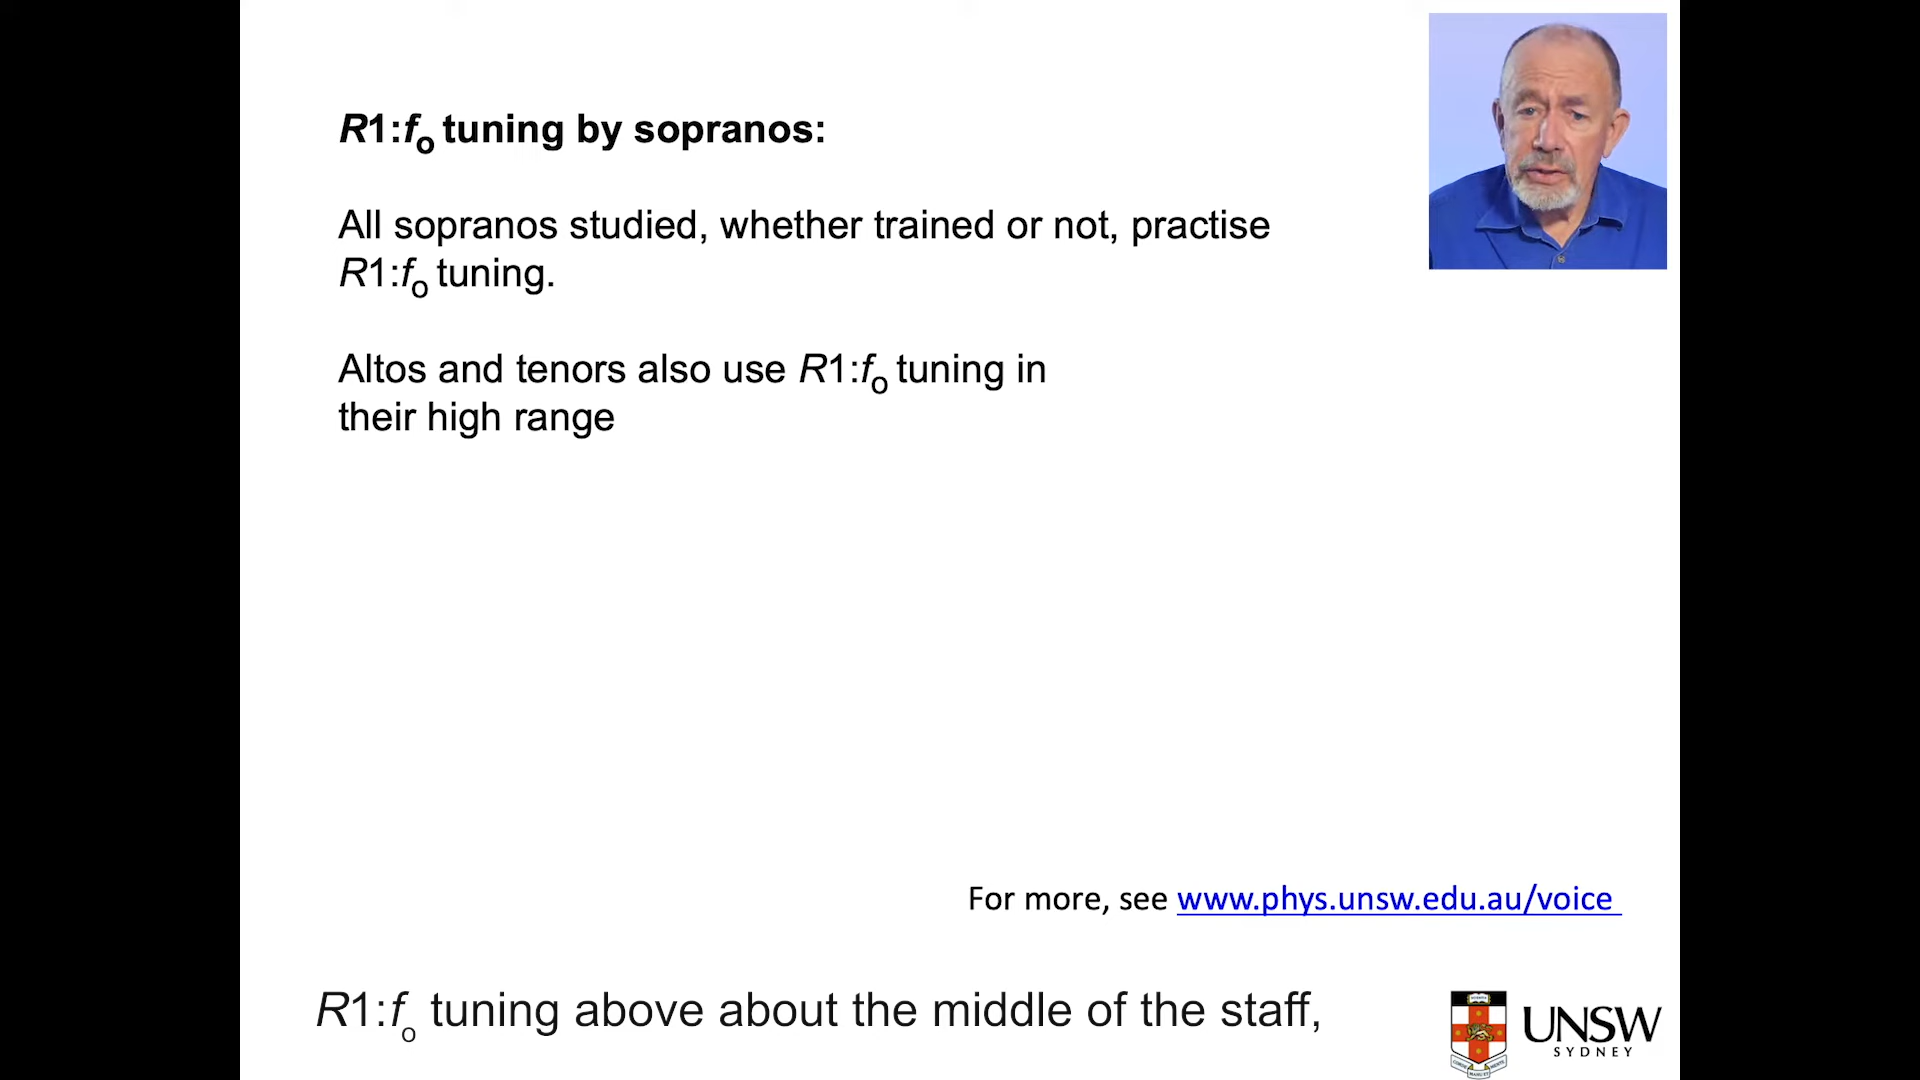 R1:fo tuning by sopranos:
All sopranos studied, whether trained or not, practise
R1:fo tuning.
Altos and tenors also use R1:fo tuning in
their high range
For more, see www.phys.unsw.edu.au/voice
R1:fo tuning above about the middle of the staff,
UNSW
SYDNEY